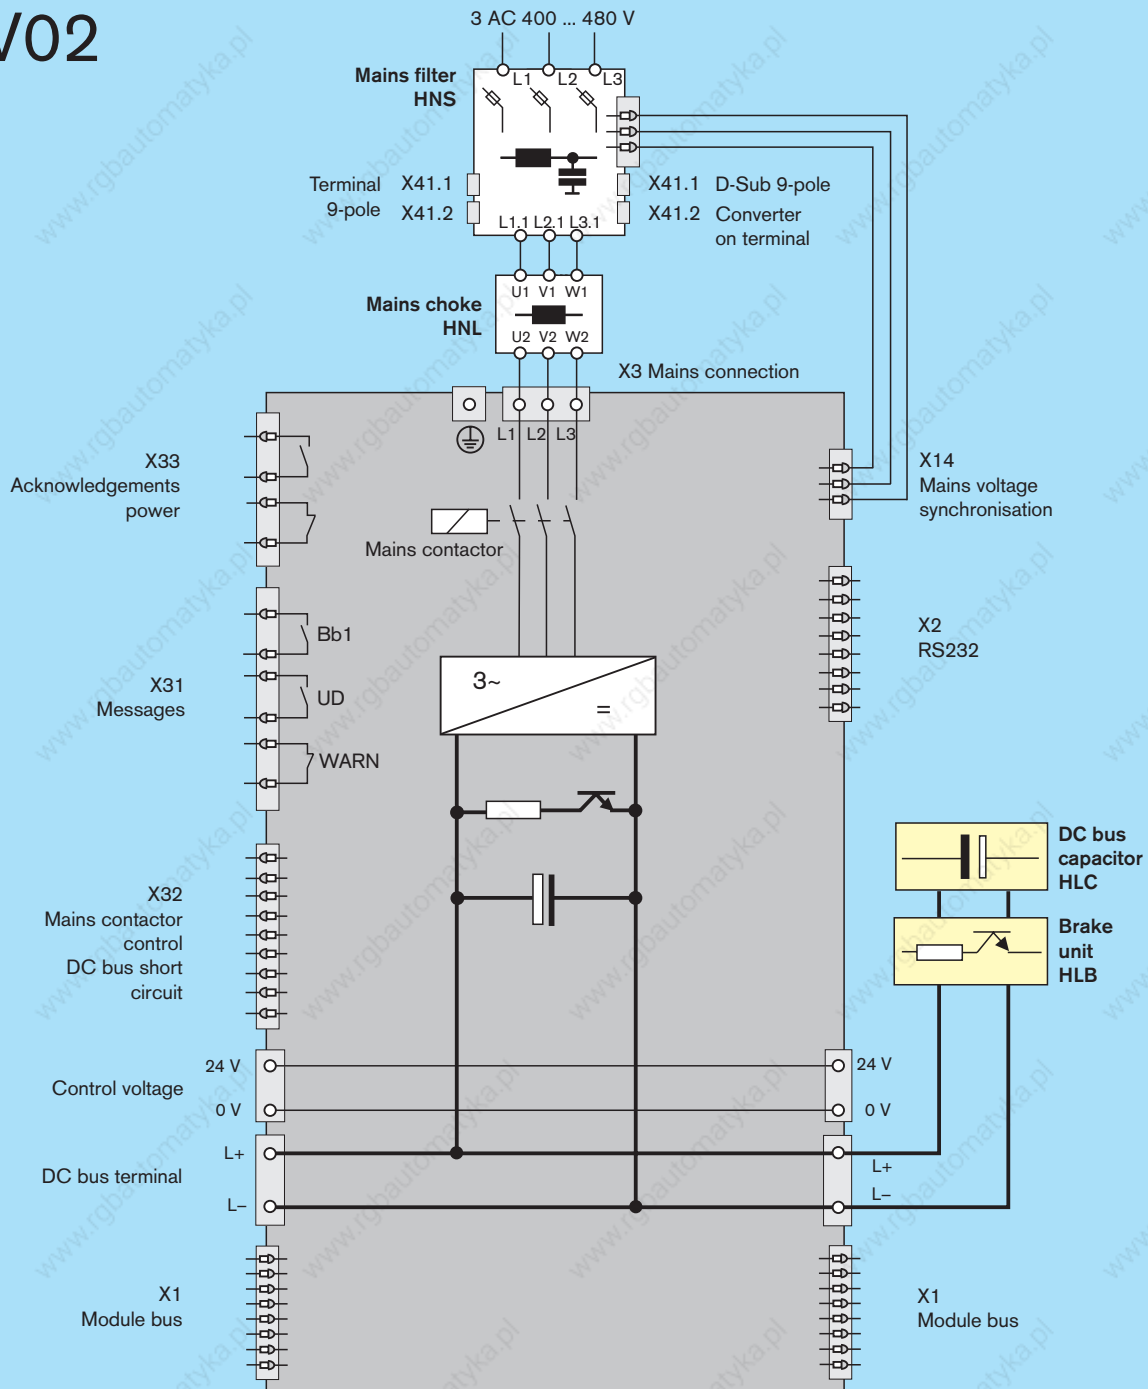 V02
3 AC 400 ... 480 V
Mains filter
HNS
L1 L2 L3
Terminal
9-pole
X41.1
X41.2
X41.1 D-Sub 9-pole
X41.2 Converter
on terminal
L1.1 L2.1 L3.1
Mains choke
HNL
U1 V1 W1
U2 V2 W2
X3 Mains connection
L1 L2 L3
X33
Acknowledgements
power
Mains contactor
X14
Mains voltage
synchronisation
X31
Messages
Bb1
UD
WARN
3~
=
X2
RS232
X32
Mains contactor
control
DC bus short
circuit
DC bus
capacitor
HLC
Brake
unit
HLB
Control voltage
24 V
0 V
24 V
0 V
DC bus terminal
L+
L–
L+
L–
X1
Module bus
X1
Module bus
www.rgbautomatyka.pl